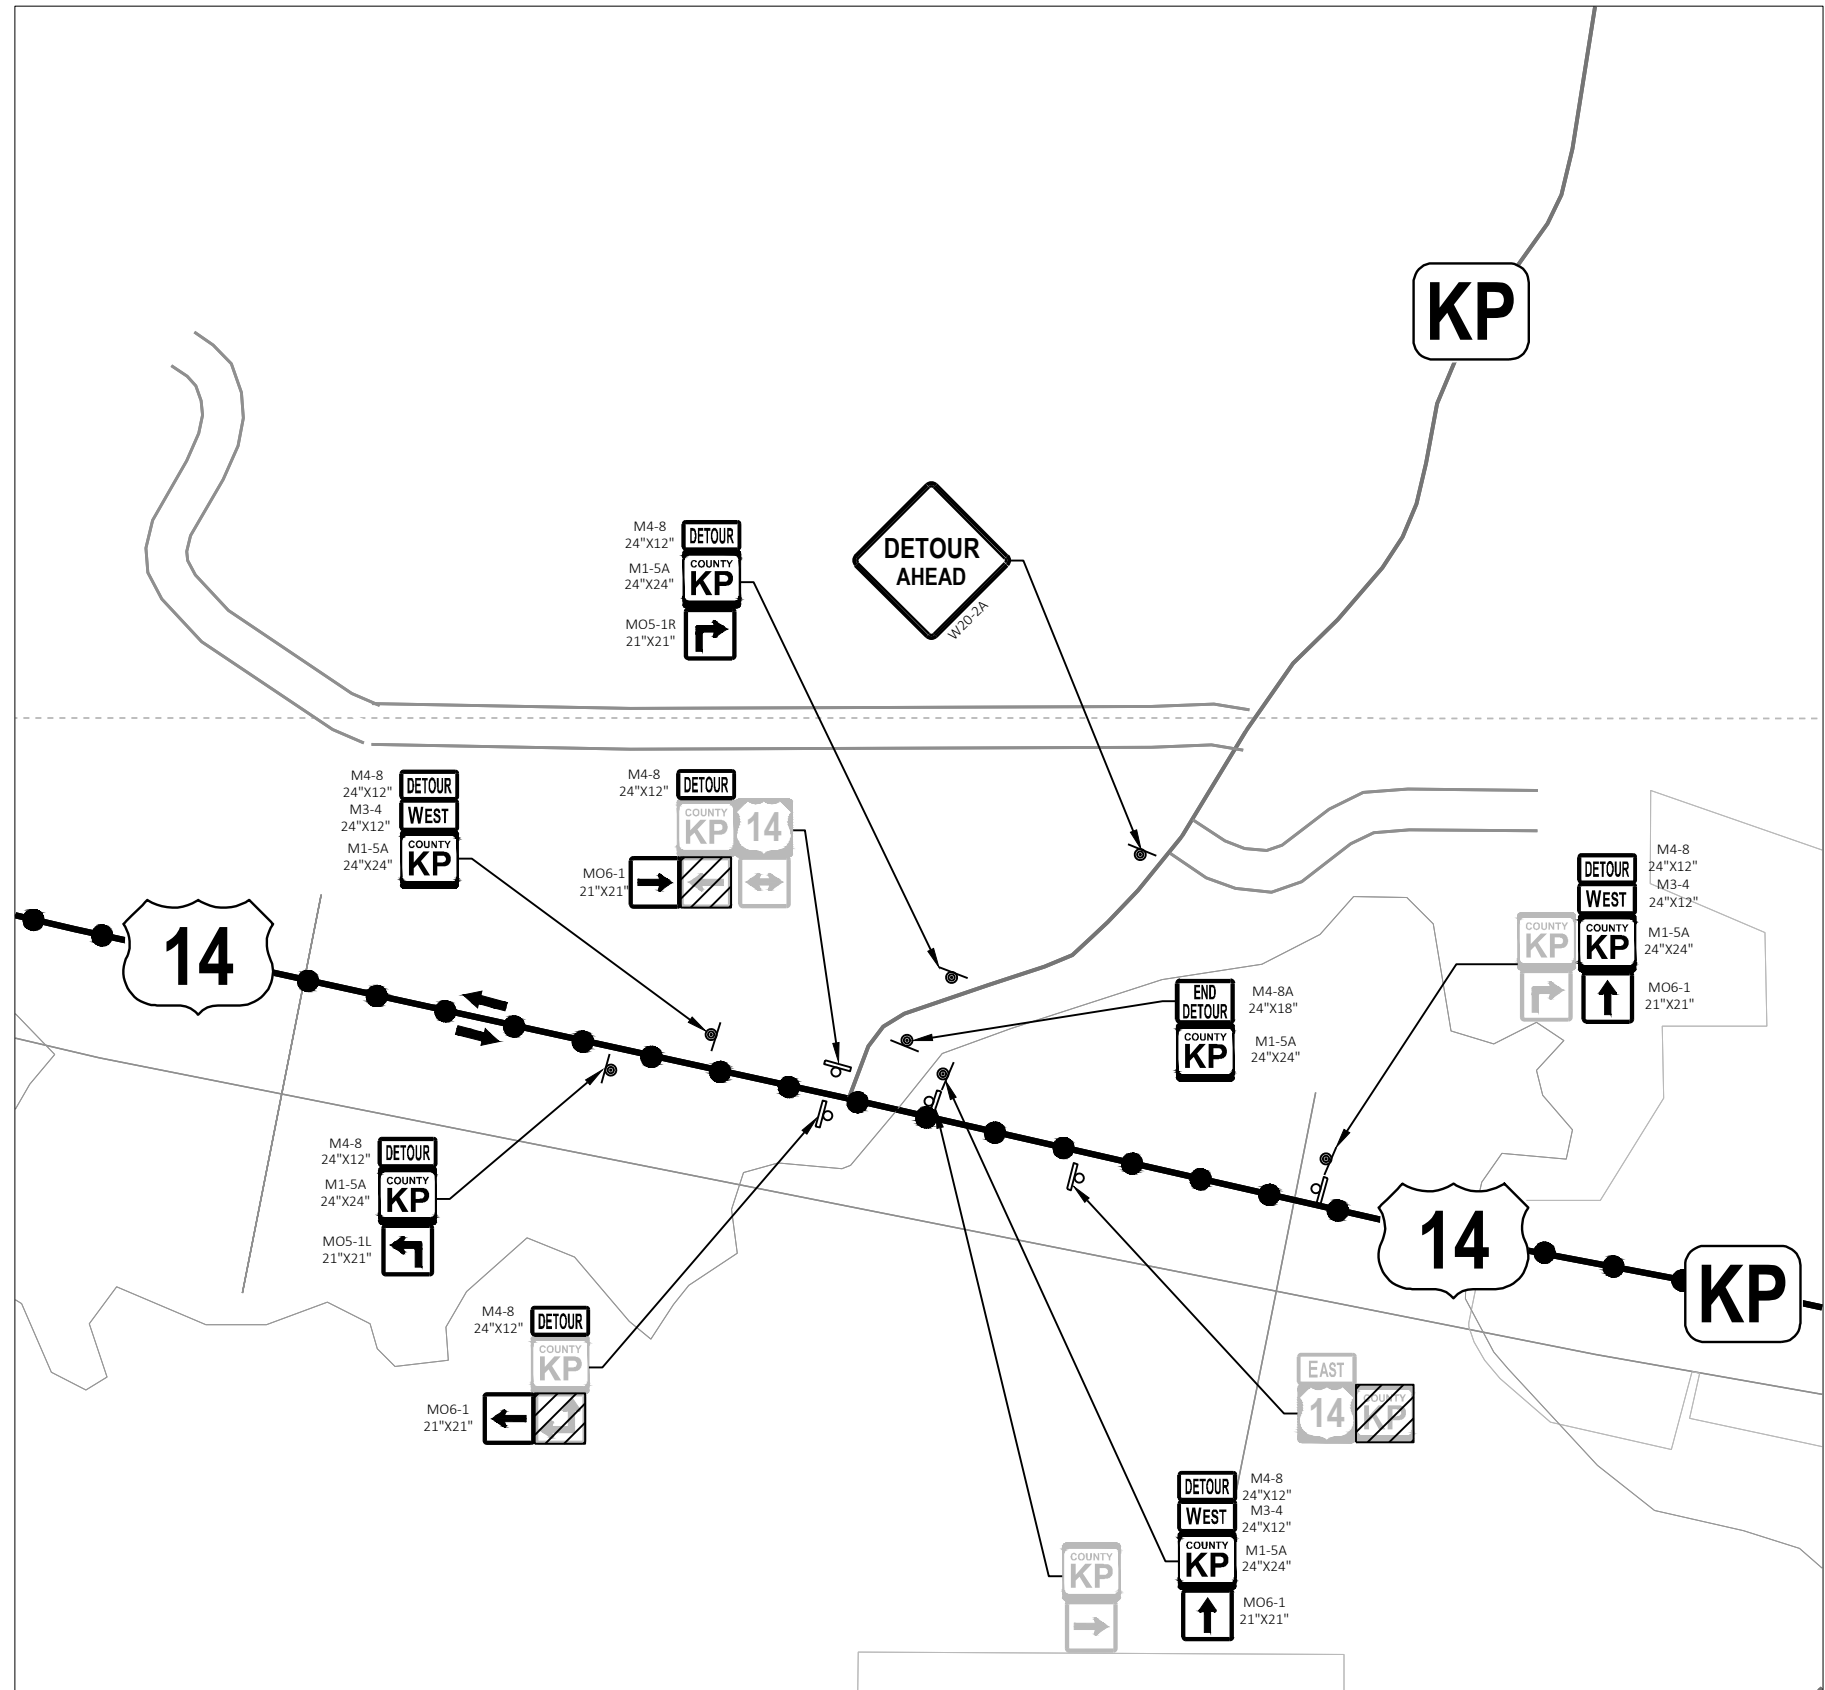 KP
M4-8
24"X12"
DETOUR
M1-5A
24"X24"
COUNTY
KP
MO5-1R
21"X21"
DETOUR
AHEAD
W20-2A
M4-8
24"X12"
DETOUR
M3-4
24"X12"
WEST
M1-5A
24"X24"
COUNTY
KP
M4-8
24"X12"
DETOUR
COUNTY
KP
14
MO6-1
21"X21"
DETOUR
M4-8
24"X12"
WEST
M3-4
24"X12"
COUNTY
KP
COUNTY
KP
M1-5A
24"X24"
MO6-1
21"X21"
14
END
DETOUR
M4-8A
24"X18"
COUNTY
KP
M1-5A
24"X24"
M4-8
24"X12"
DETOUR
M1-5A
24"X24"
COUNTY
KP
MO5-1L
21"X21"
14
KP
M4-8
24"X12"
DETOUR
COUNTY
KP
MO6-1
21"X21"
EAST
14
COUNTY
KP
DETOUR
M4-8
24"X12"
WEST
M3-4
24"X12"
COUNTY
KP
COUNTY
KP
M1-5A
24"X24"
MO6-1
21"X21"